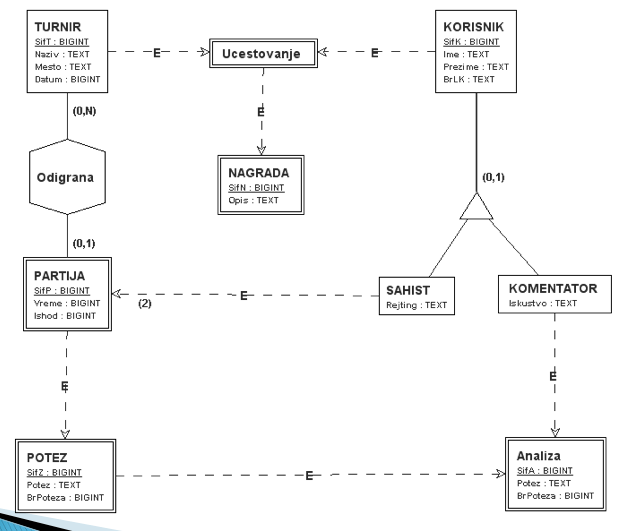 TURNIR
SifT : BIGINT
Naziv : TEXT
Mesto : TEXT
Datum : BIGINT
E
Ucestovanje
E
KORISNIK
SifK : BIGINT
Ime : TEXT
Prezime : TEXT
BrLK : TEXT
(0,N)
E
Odigrana
NAGRADA
SifN : BIGINT
Opis : TEXT
(0,1)
(0,1)
PARTIJA
SifP : BIGINT
Vreme : BIGINT
Ishod : BIGINT
(2)
E
SAHIST
Rejting : TEXT
KOMENTATOR
Iskustvo : TEXT
E
E
POTEZ
SifZ : BIGINT
Potez : TEXT
BrPoteza : BIGINT
E
Analiza
SifA : BIGINT
Potez : TEXT
BrPoteza : BIGINT